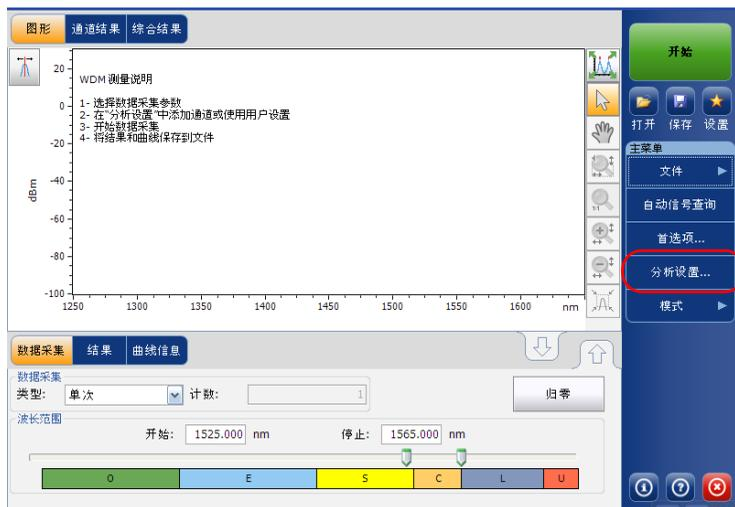 图形 通道结果 综合结果
开始
WDM 测量说明
1- 选择数据采集参数
2- 在"分析设置"中添加通道或使用用户设置
3- 开始数据采集
4- 将结果和曲线保存到文件
20
0
-20
-40
-60
-80
-100
dBm
1250 1300 1350 1400 1450 1500 1550 1600 nm
1:1
打开 保存 设置
主菜单
文件
自动信号查询
首选项...
分析设置...
模式
数据采集 结果 曲线信息
数据采集
类型: 单次 计数: 1
归零
波长范围
开始: 1525.000 nm 停止: 1565.000 nm
O E S C L U